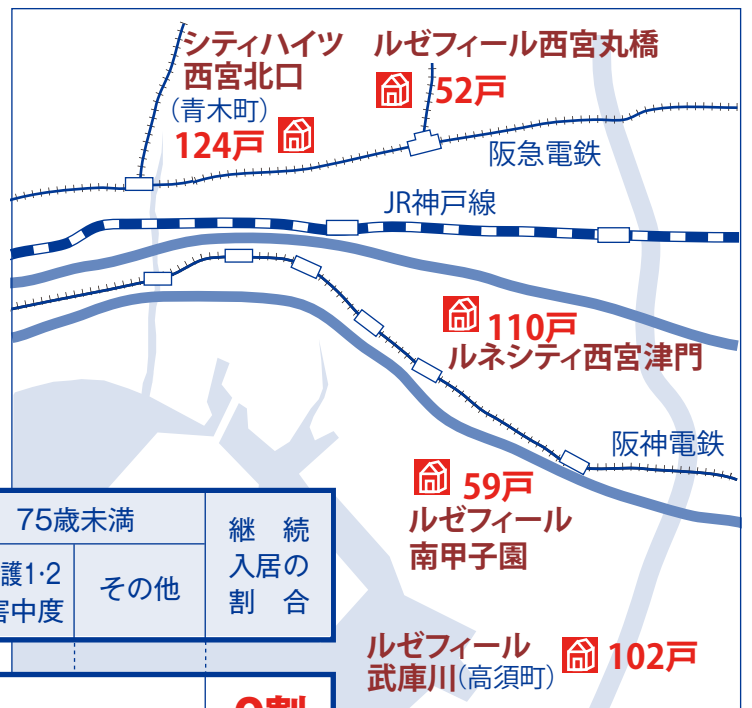 シティハイツ
西宮北口
(青木町)
124戸
ルゼフィール西宮丸橋
52戸
阪急電鉄
JR神戸線
110戸
ルネシティ西宮津門
阪神電鉄
59戸
ルゼフィール
南甲子園
75歳未満
護1・2
害中度
その他
継続
入居の
割合
ルゼフィール
武庫川(高須町)
102戸